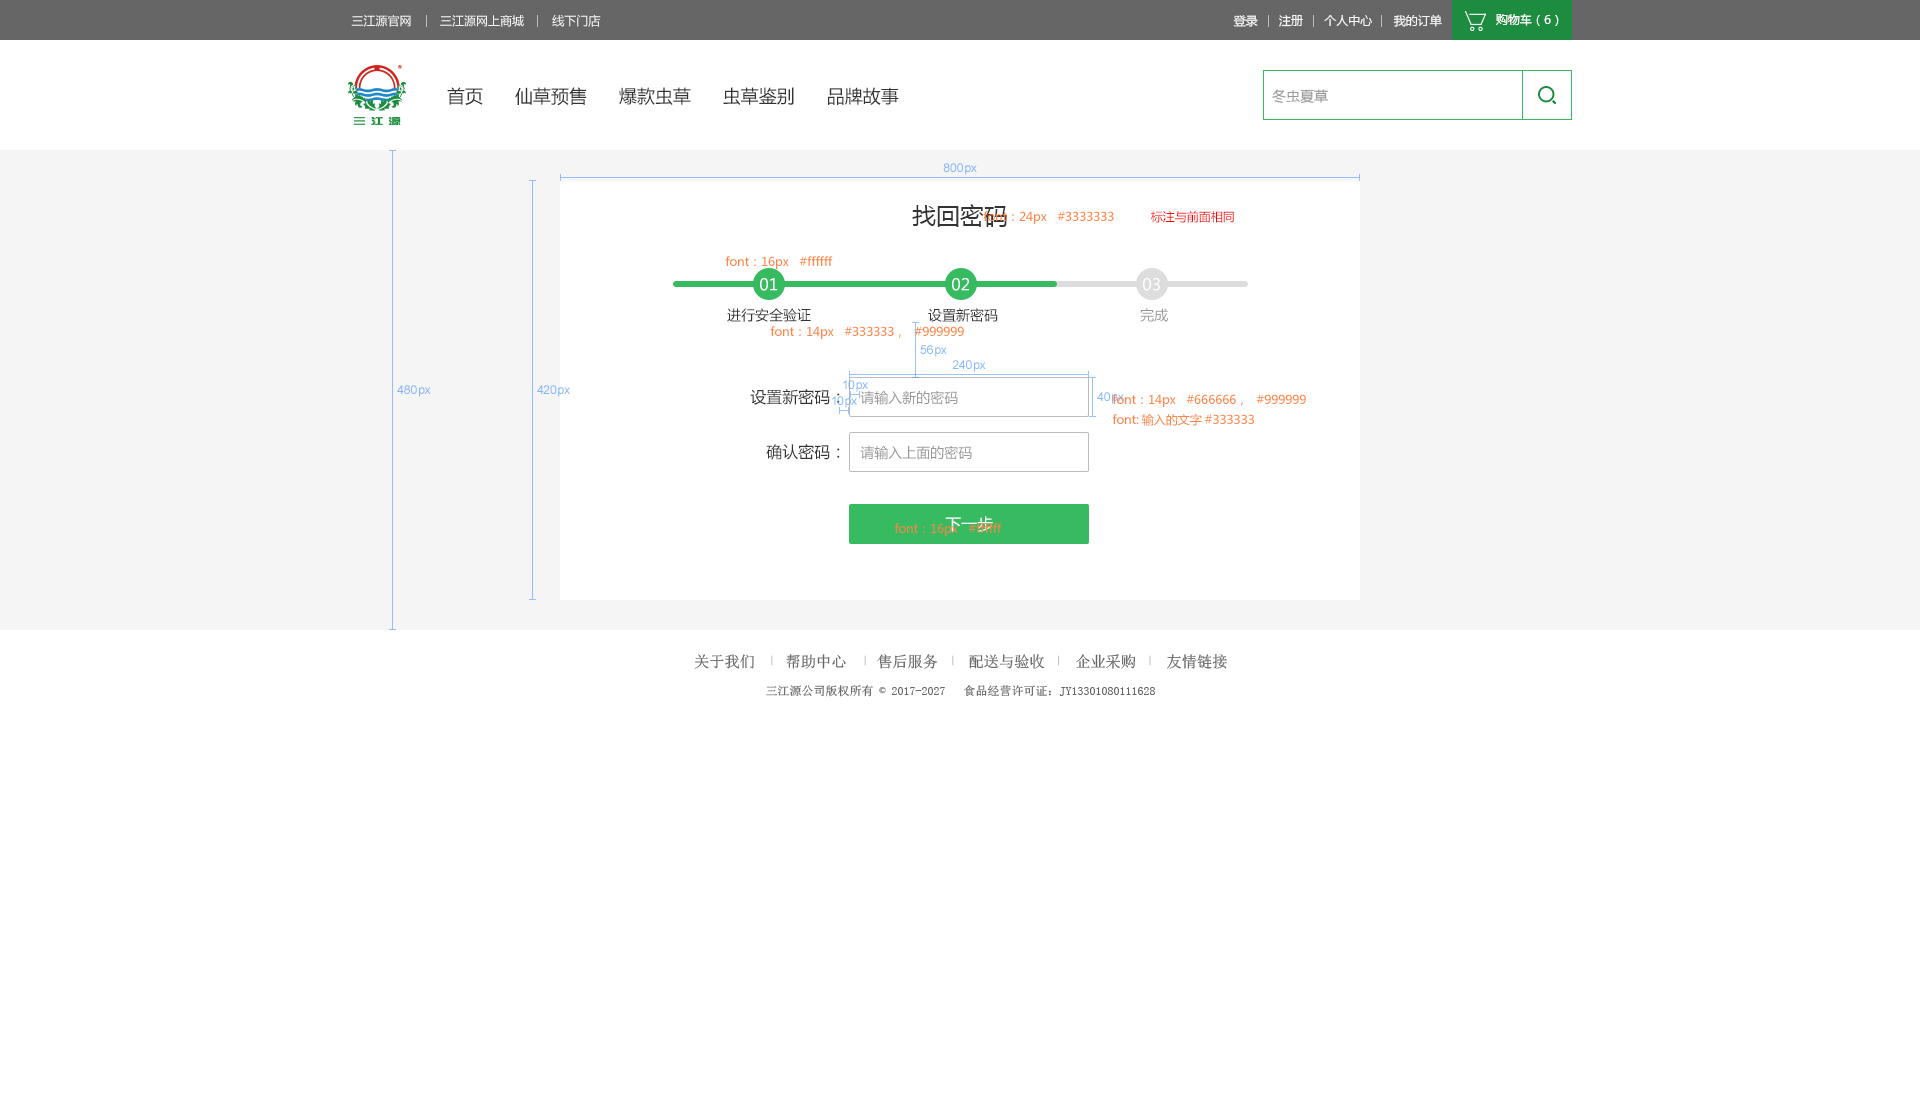 三江源官网 | 三江源网上商城 | 线下门店
登录 | 注册 | 个人中心 | 我的订单
购物车（6）
三江源
首页 仙草预售 爆款虫草 虫草鉴别 品牌故事
冬虫夏草
800px
找回密码
font：24px #3333333
标注与前面相同
font：16px #ffffff
01 02 03
进行安全验证 设置新密码 完成
font：14px #333333， #999999
56px
240px
480px
420px
10px
设置新密码：
10px
请输入新的密码
40px
font：14px #666666， #999999
font: 输入的文字 #333333
确认密码：
请输入上面的密码
下一步
font：16px #ffffff
关于我们 | 帮助中心 | 售后服务 | 配送与验收 | 企业采购 | 友情链接
三江源公司版权所有 © 2017-2027 食品经营许可证：JY13301080111628